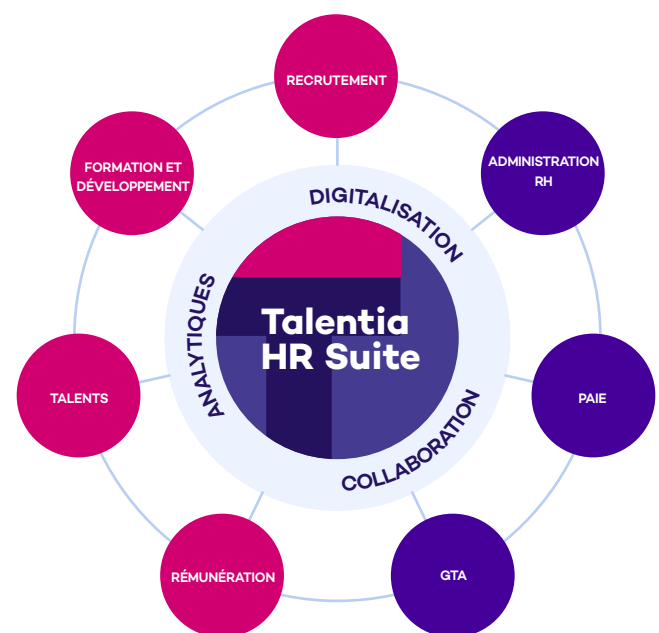 RECRUTEMENT
ADMINISTRATION
RH
PAIE
GTA
RÉMUNÉRATION
TALENTS
FORMATION ET
DÉVELOPPEMENT
DIGITALISATION
COLLABORATION
ANALYTIQUES
Talentia
HR Suite